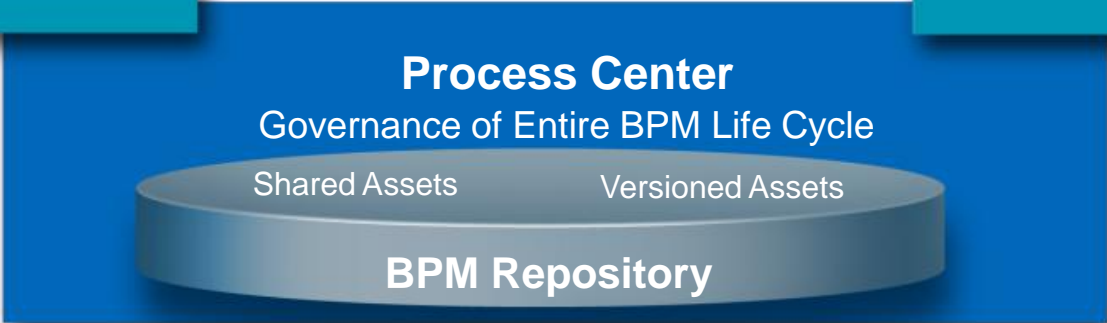 Process Center
Governance of Entire BPM Life Cycle
Shared Assets Versioned Assets
BPM Repository